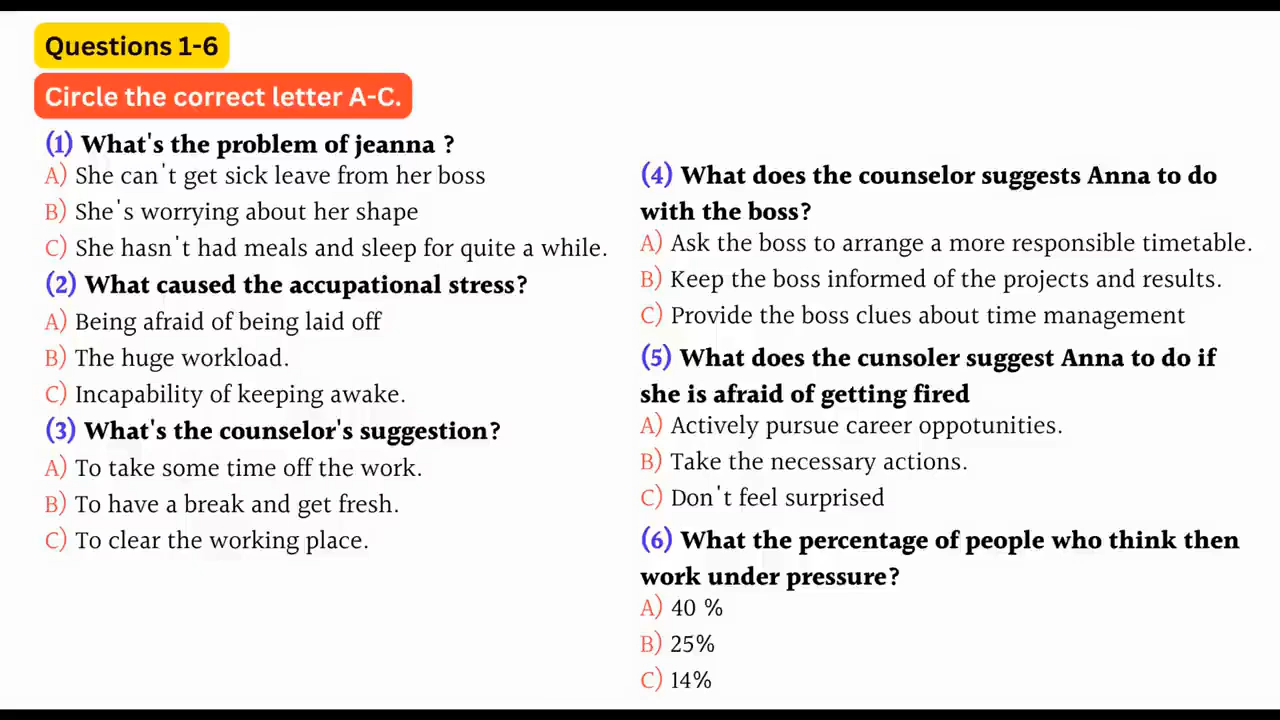 Questions 1-6
Circle the correct letter A-C.
(1) What's the problem of jeanna ?
A) She can't get sick leave from her boss
B) She's worrying about her shape
C) She hasn't had meals and sleep for quite a while.
(2) What caused the accupational stress?
A) Being afraid of being laid off
B) The huge workload.
C) Incapability of keeping awake.
(3) What's the counselor's suggestion?
A) To take some time off the work.
B) To have a break and get fresh.
C) To clear the working place.
(4) What does the counselor suggests Anna to do
with the boss?
A) Ask the boss to arrange a more responsible timetable.
B) Keep the boss informed of the projects and results.
C) Provide the boss clues about time management
(5) What does the cunsoler suggest Anna to do if
she is afraid of getting fired
A) Actively pursue career oppotunities.
B) Take the necessary actions.
C) Don't feel surprised
(6) What the percentage of people who think then
work under pressure?
A) 40 %
B) 25%
C) 14%